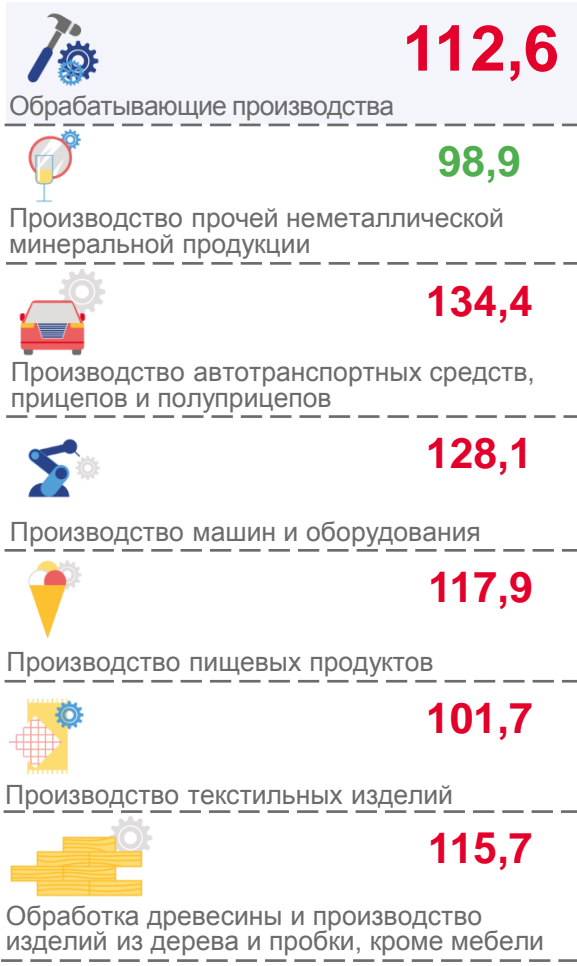 112,6
Обрабатывающие производства
98,9
Производство прочей неметаллической
минеральной продукции
134,4
Производство автотранспортных средств,
прицепов и полуприцепов
128,1
Производство машин и оборудования
117,9
Производство пищевых продуктов
101,7
Производство текстильных изделий
115,7
Обработка древесины и производство
изделий из дерева и пробки, кроме мебели